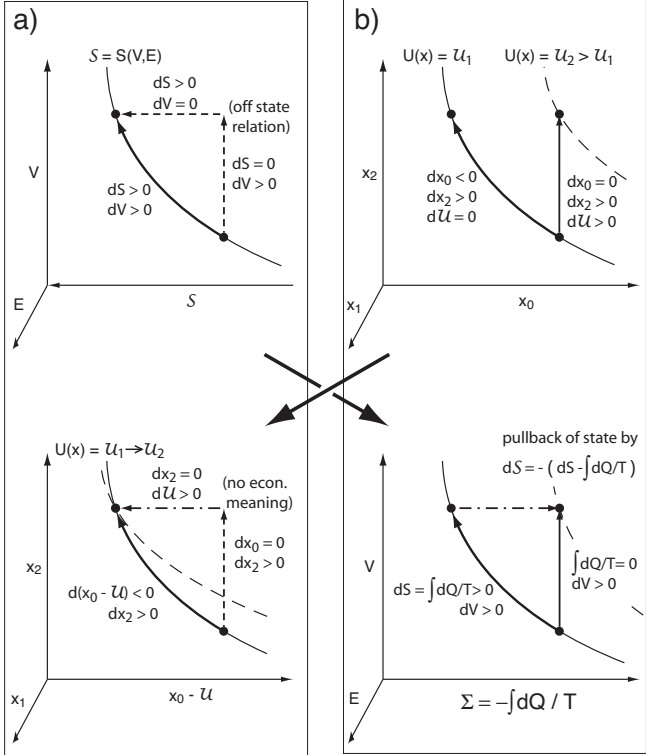 a)
S = S(V,E)
dS > 0
dV = 0
(off state
relation)
V
dS = 0
dV > 0
dS > 0
dV > 0
E
S
b)
U(x) = U₁
U(x) = U₂ > U₁
x₂
dx₀ < 0
dx₂ > 0
dU = 0
dx₀ = 0
dx₂ > 0
dU > 0
x₁
x₀
U(x) = U₁→U₂
dx₂ = 0
dU > 0
(no econ.
meaning)
x₂
dx₀ = 0
dx₂ > 0
d(x₀ - U) < 0
dx₂ > 0
x₁
x₀ - U
pullback of state by
dS = - ( dS - ∫dQ/T )
V
∫dQ/T = 0
dV > 0
dS = ∫dQ/T > 0
dV > 0
E
Σ = -∫dQ / T